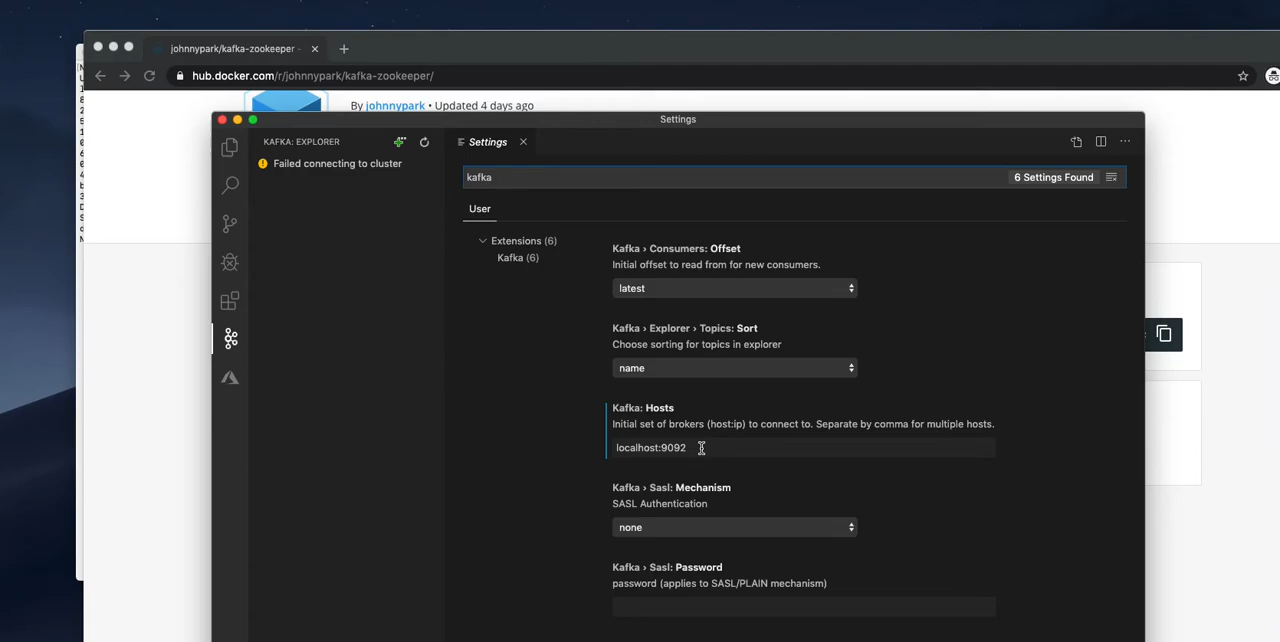 johnnypark/kafka-zookeeper -
hub.docker.com/r/johnnypark/kafka-zookeeper/
By johnnypark • Updated 4 days ago
Settings
KAFKA: EXPLORER
Settings
Failed connecting to cluster
kafka
6 Settings Found
User
Extensions (6)
Kafka (6)
Kafka › Consumers: Offset
Initial offset to read from for new consumers.
latest
Kafka › Explorer › Topics: Sort
Choose sorting for topics in explorer
name
Kafka: Hosts
Initial set of brokers (host:ip) to connect to. Separate by comma for multiple hosts.
localhost:9092
Kafka › Sasl: Mechanism
SASL Authentication
none
Kafka › Sasl: Password
password (applies to SASL/PLAIN mechanism)